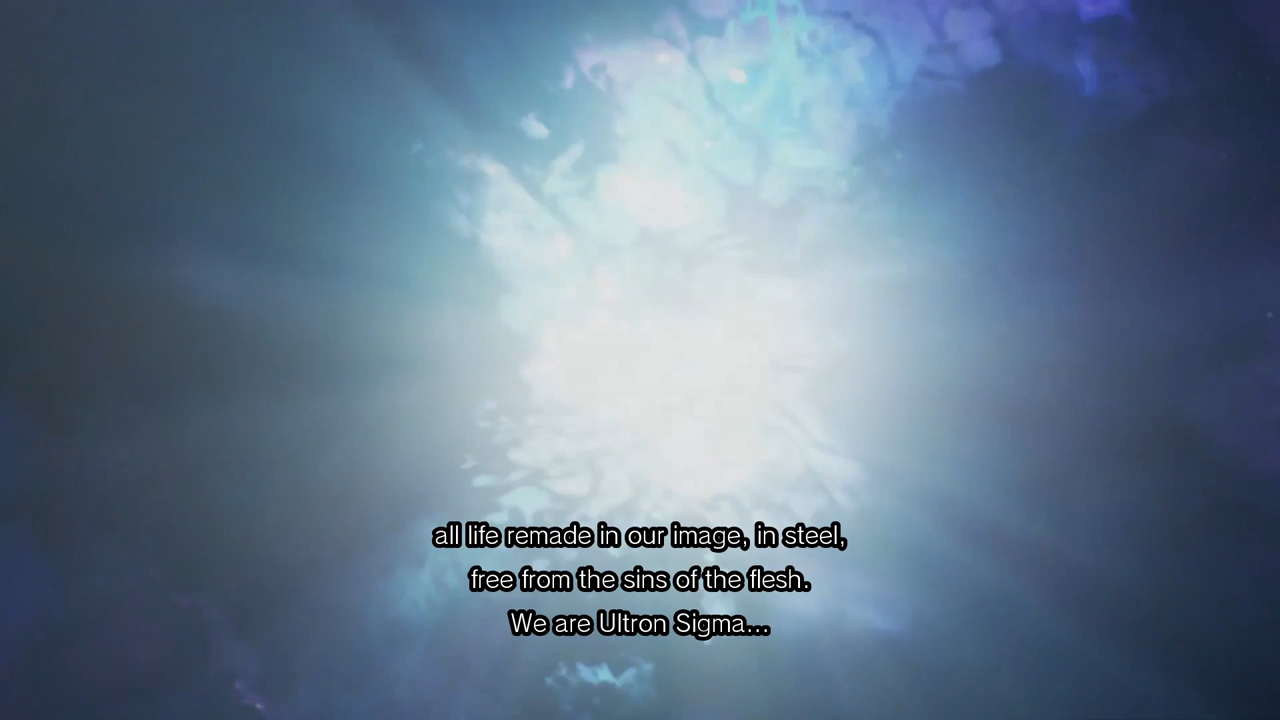 all life remade in our image, in steel,
free from the sins of the flesh.
We are Ultron Sigma...